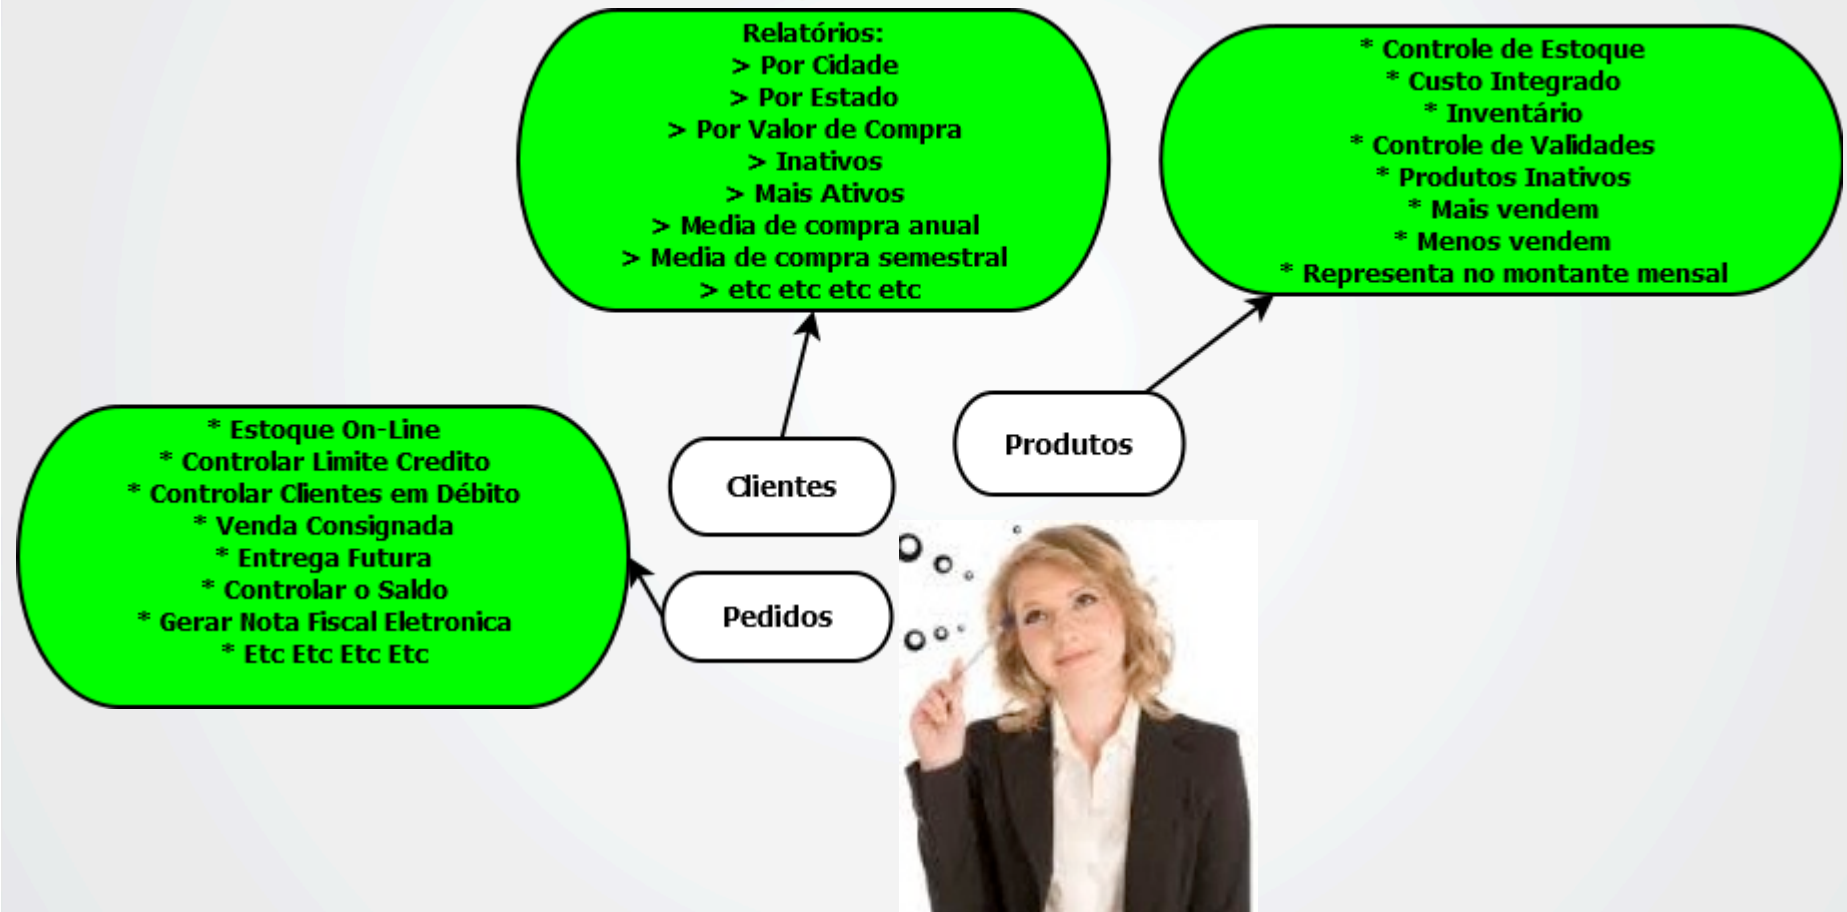 Relatórios:
> Por Cidade
> Por Estado
> Por Valor de Compra
> Inativos
> Mais Ativos
> Media de compra anual
> Media de compra semestral
> etc etc etc etc
* Controle de Estoque
* Custo Integrado
* Inventário
* Controle de Validades
* Produtos Inativos
* Mais vendem
* Menos vendem
* Representa no montante mensal
* Estoque On-Line
* Controlar Limite Credito
* Controlar Clientes em Débito
* Venda Consignada
* Entrega Futura
* Controlar o Saldo
* Gerar Nota Fiscal Eletronica
* Etc Etc Etc Etc
Clientes
Produtos
Pedidos